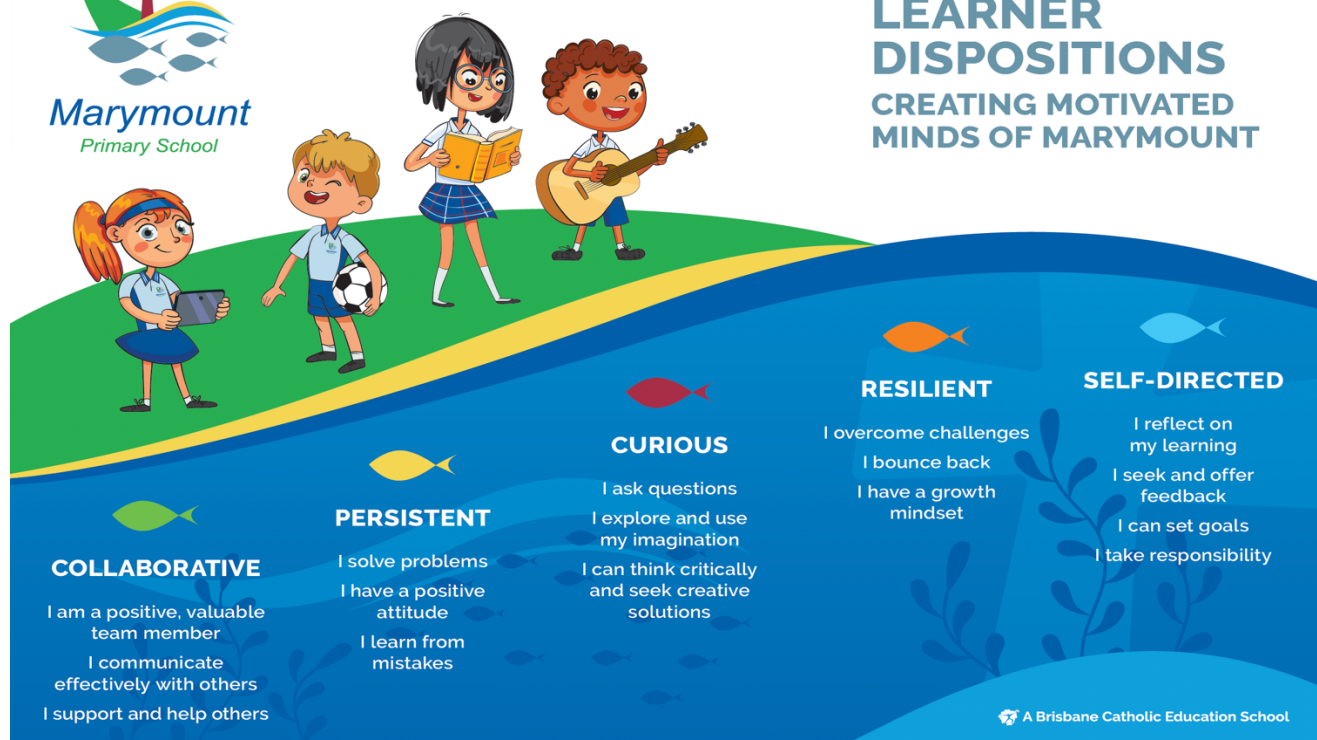 Marymount
Primary School
LEARNER
DISPOSITIONS
CREATING MOTIVATED
MINDS OF MARYMOUNT
COLLABORATIVE
I am a positive, valuable
team member
I communicate
effectively with others
I support and help others
PERSISTENT
I solve problems
I have a positive
attitude
I learn from
mistakes
CURIOUS
I ask questions
I explore and use
my imagination
I can think critically
and seek creative
solutions
RESILIENT
I overcome challenges
I bounce back
I have a growth
mindset
SELF-DIRECTED
I reflect on
my learning
I seek and offer
feedback
I can set goals
I take responsibility
A Brisbane Catholic Education School